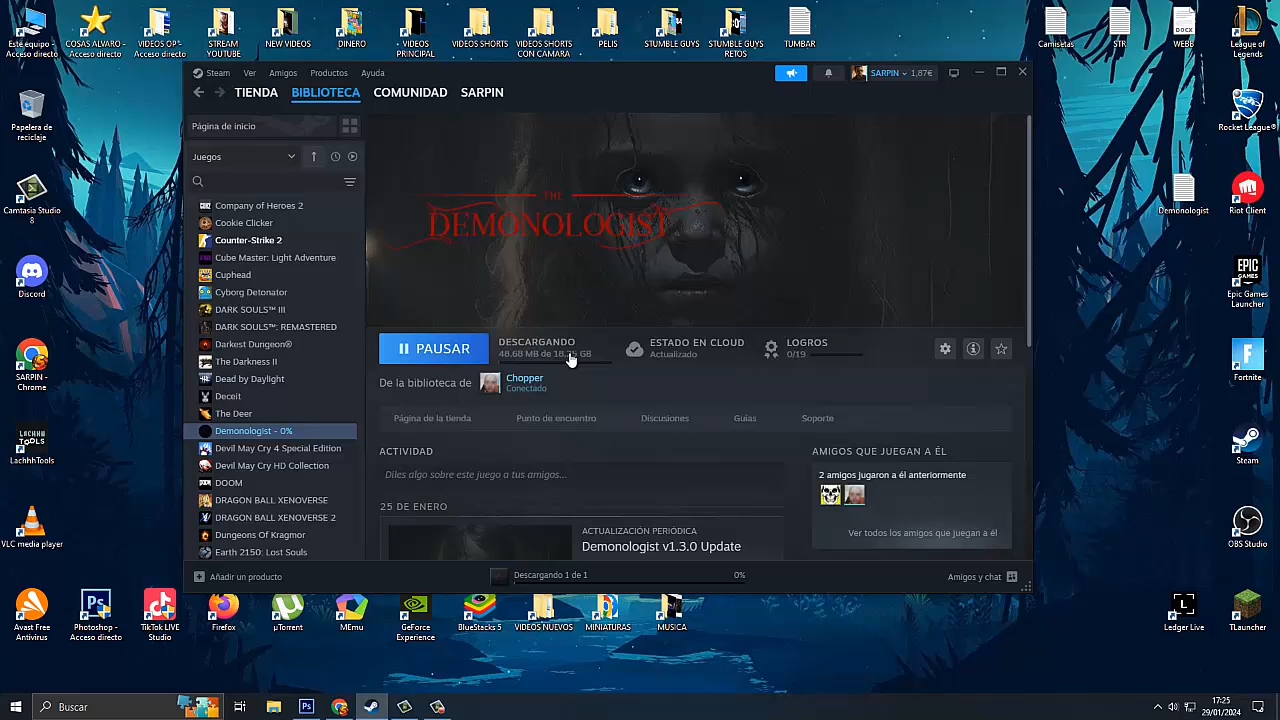 Este equipo -
Acceso directo
COSAS ALVARO -
Acceso directo
VIDEOS OP -
Acceso directo
STREAM
YOUTUBE
NEW VIDEOS
DINERO
VIDEOS
PRINCIPAL
VIDEOS SHORTS
VIDEOS SHORTS
CON CAMARA
PELIS
STUMBLE GUYS
STUMBLE GUYS
RETOS
TUMBAR
Camisetas
STR
WEBB
League of
Legends
Steam
Ver
Amigos
Productos
Ayuda
SARPIN
1,87€
TIENDA
BIBLIOTECA
COMUNIDAD
SARPIN
Página de inicio
Juegos
Company of Heroes 2
Cookie Clicker
Counter-Strike 2
Cube Master: Light Adventure
Cuphead
Cyborg Detonator
DARK SOULS™ III
DARK SOULS™: REMASTERED
Darkest Dungeon®
The Darkness II
Dead by Daylight
Deceit
The Deer
Demonologist - 0%
Devil May Cry 4 Special Edition
Devil May Cry HD Collection
DOOM
DRAGON BALL XENOVERSE
DRAGON BALL XENOVERSE 2
Dungeons Of Kragmor
Earth 2150: Lost Souls
THE
DEMONOLOGIST
PAUSAR
DESCARGANDO
48,68 MB de GB
ESTADO EN CLOUD
Actualizado
LOGROS
0/19
De la biblioteca de
Chopper
Conectado
Página de la tienda
Punto de encuentro
Discusiones
Guías
Soporte
ACTIVIDAD
Diles algo sobre este juego a tus amigos...
25 DE ENERO
ACTUALIZACIÓN PERIÓDICA
Demonologist v1.3.0 Update
AMIGOS QUE JUEGAN A ÉL
2 amigos jugaron a él anteriormente
Ver todos los amigos que juegan a él
Añadir un producto
Descargando 1 de 1
0%
Amigos y chat
Papelera de
reciclaje
Camtasia Studio
Discord
SARPIN -
Chrome
LACHHH
TOOLS
LachhhTools
VLC media player
Rocket League®
Demonologist
Riot Client
EPIC
GAMES
Epic Games
Launcher
Fortnite
Steam
OBS Studio
Avast Free
Antivirus
Photoshop -
Acceso directo
TikTok LIVE
Studio
Firefox
µTorrent
MEmu
GeForce
Experience
BlueStacks 5
VIDEOS NUEVOS
MINIATURAS
MUSICA
Ledger Live
TLauncher
Buscar
17:25
29/01/2024